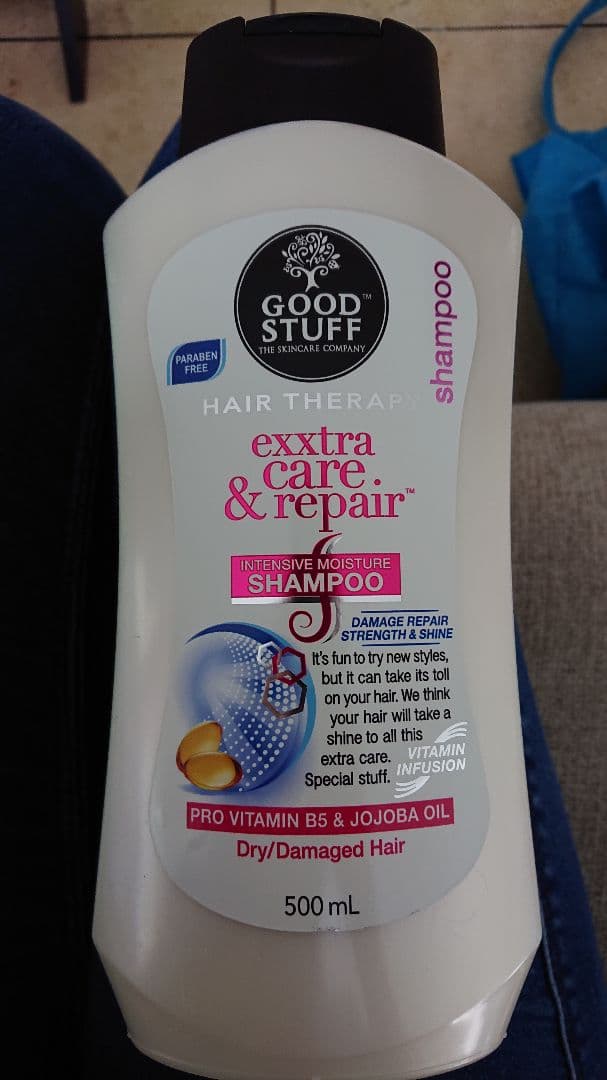 GOOD™
STUFF
THE SKINCARE COMPANY
shampoo
PARABEN
FREE
HAIR THERAPY
exxtra
care.
& repair™
INTENSIVE MOISTURE
SHAMPOO
DAMAGE REPAIR
STRENGTH & SHINE
It's fun to try new styles,
but it can take its toll
on your hair. We think
your hair will take a
shine to all this
extra care.
Special stuff.
VITAMIN
INFUSION
PRO VITAMIN B5 & JOJOBA OIL
Dry/Damaged Hair
500 mL